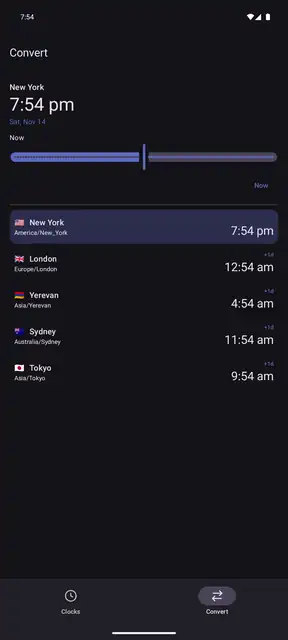 7:54
Convert
New York
7:54 pm
Sat, Nov 14
Now
Now
New York
America/New_York
7:54 pm
London
Europe/London
+1d
12:54 am
Yerevan
Asia/Yerevan
+1d
4:54 am
Sydney
Australia/Sydney
+1d
11:54 am
Tokyo
Asia/Tokyo
+1d
9:54 am
Clocks
Convert